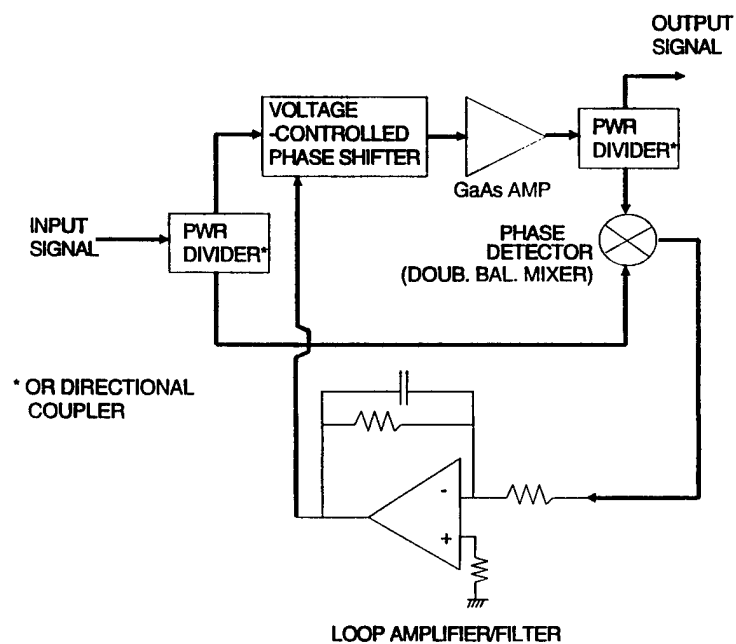 OUTPUT
SIGNAL
VOLTAGE
-CONTROLLED
PHASE SHIFTER
PWR
DIVIDER*
GaAs AMP
INPUT
SIGNAL
PWR
DIVIDER*
PHASE
DETECTOR
(DOUB. BAL. MIXER)
* OR DIRECTIONAL
COUPLER
-
+
LOOP AMPLIFIER/FILTER